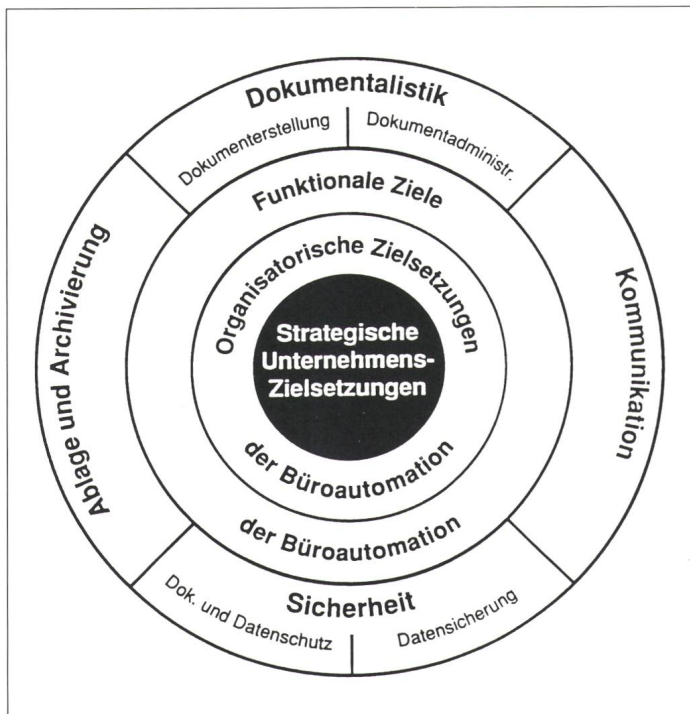 Dokumentalistik
Dokumenterstellung
Dokumentadministr.
Funktionale Ziele
Organisatorische Zielsetzungen
Ablage und Archivierung
Kommunikation
Strategische
Unternehmens-
Zielsetzungen
der Büroautomation
der Büroautomation
Sicherheit
Dok. und Datenschutz
Datensicherung